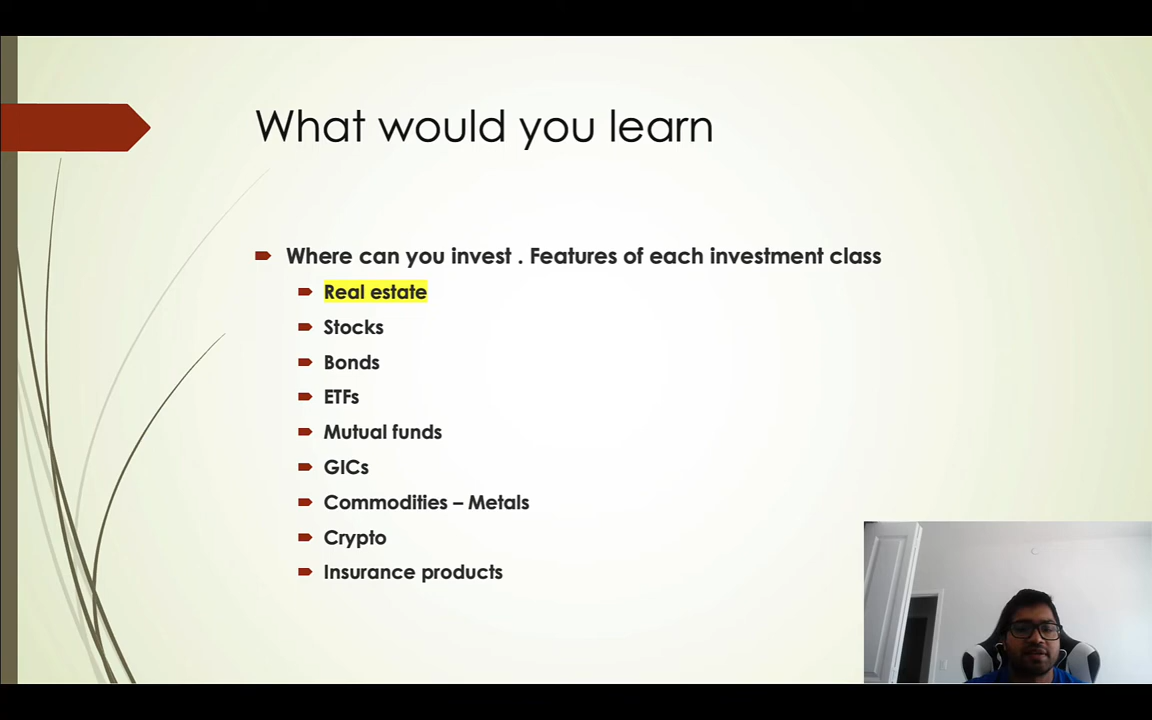 What would you learn
Where can you invest . Features of each investment class
Real estate
Stocks
Bonds
ETFs
Mutual funds
GICs
Commodities – Metals
Crypto
Insurance products